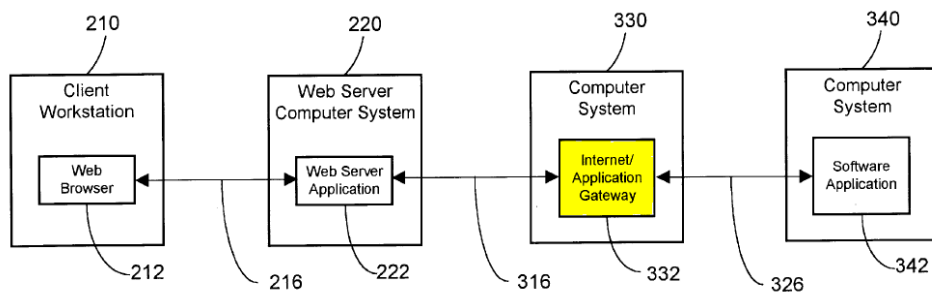 210
220
330
340
Client
Workstation
Web Server
Computer System
Computer
System
Computer
System
Web
Browser
Web Server
Application
Internet/
Application
Gateway
Software
Application
212
216
222
316
332
326
342